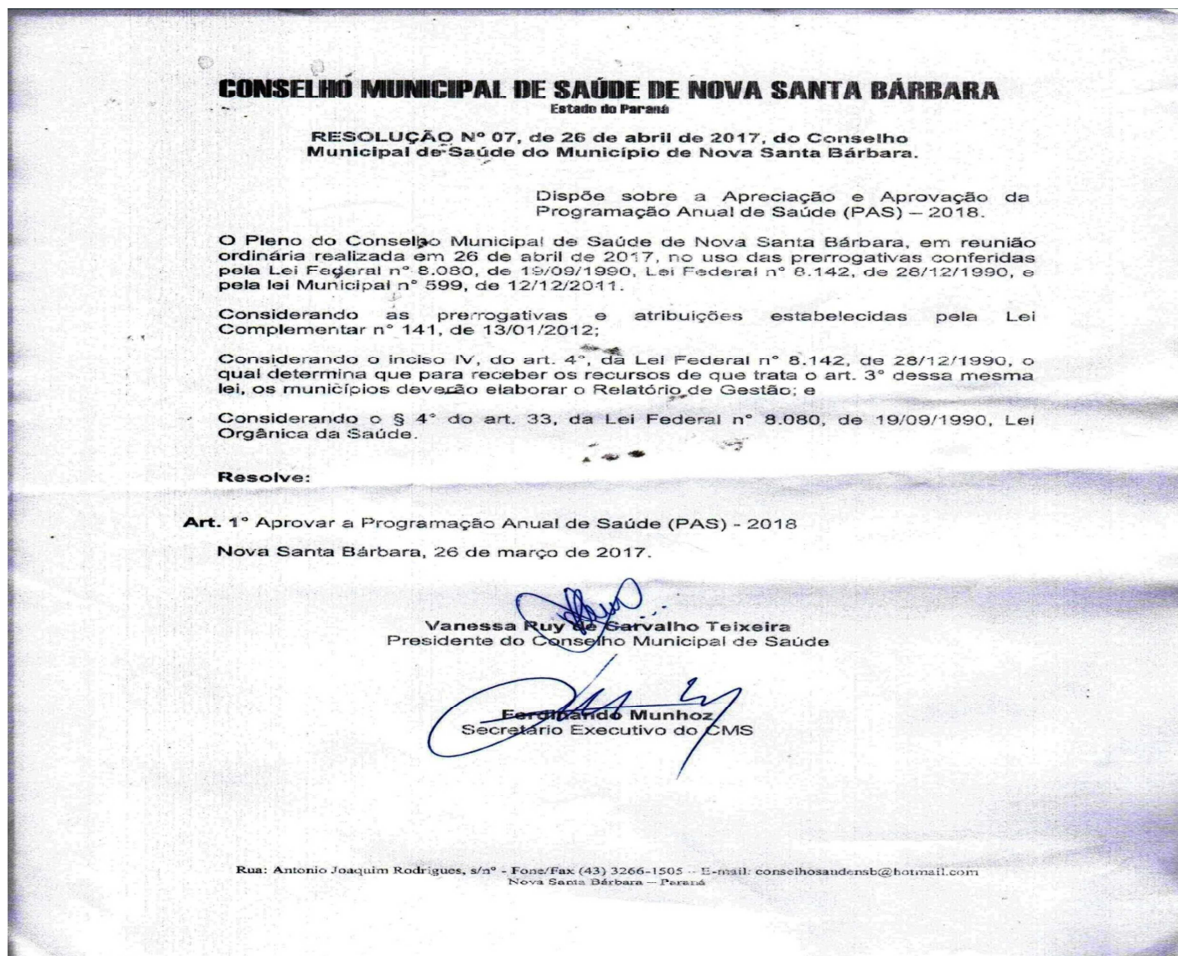 CONSELHO MUNICIPAL DE SAÚDE DE NOVA SANTA BÁRBARA
Estado do Paraná
RESOLUÇÃO Nº 07, de 26 de abril de 2017, do Conselho
Municipal de Saúde do Município de Nova Santa Bárbara.
Dispõe sobre a Apreciação e Aprovação da
Programação Anual de Saúde (PAS) – 2018.
O Pleno do Conselho Municipal de Saúde de Nova Santa Bárbara, em reunião
ordinária realizada em 26 de abril de 2017, no uso das prerrogativas conferidas
pela Lei Federal nº 8.080, de 19/09/1990, Lei Federal nº 8.142, de 28/12/1990, e
pela lei Municipal nº 599, de 12/12/2011.
Considerando as prerrogativas e atribuições estabelecidas pela Lei
Complementar nº 141, de 13/01/2012;
Considerando o inciso IV, do art. 4°, da Lei Federal nº 8.142, de 28/12/1990, o
qual determina que para receber os recursos de que trata o art. 3° dessa mesma
lei, os municípios deverão elaborar o Relatório de Gestão; e
Considerando o § 4° do art. 33, da Lei Federal nº 8.080, de 19/09/1990, Lei
Orgânica da Saúde.
Resolve:
Art. 1° Aprovar a Programação Anual de Saúde (PAS) - 2018
Nova Santa Bárbara, 26 de março de 2017.
Vanessa Ruy de Carvalho Teixeira
Presidente do Conselho Municipal de Saúde
Ferdinando Munhoz
Secretário Executivo do CMS
Rua: Antonio Joaquim Rodrigues, s/nº - Fone/Fax (43) 3266-1505 – E-mail: conselhosaudensb@hotmail.com
Nova Santa Bárbara – Paraná